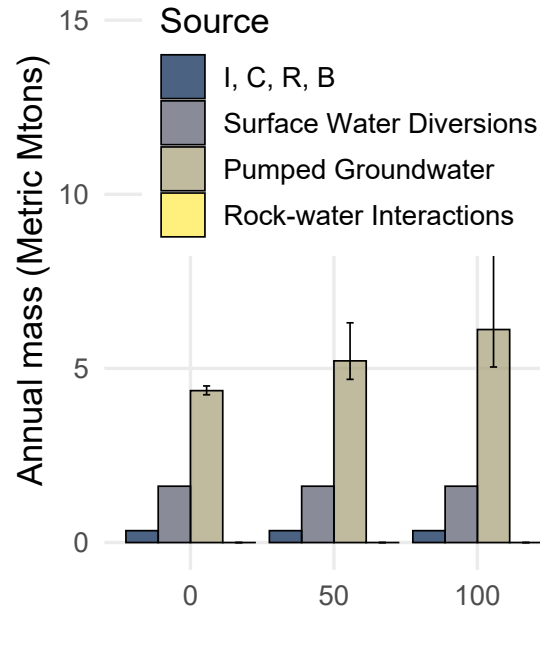 15
Source
I, C, R, B
Surface Water Diversions
Pumped Groundwater
Rock-water Interactions
10
5
0
Annual mass (Metric Mtons)
0 50 100